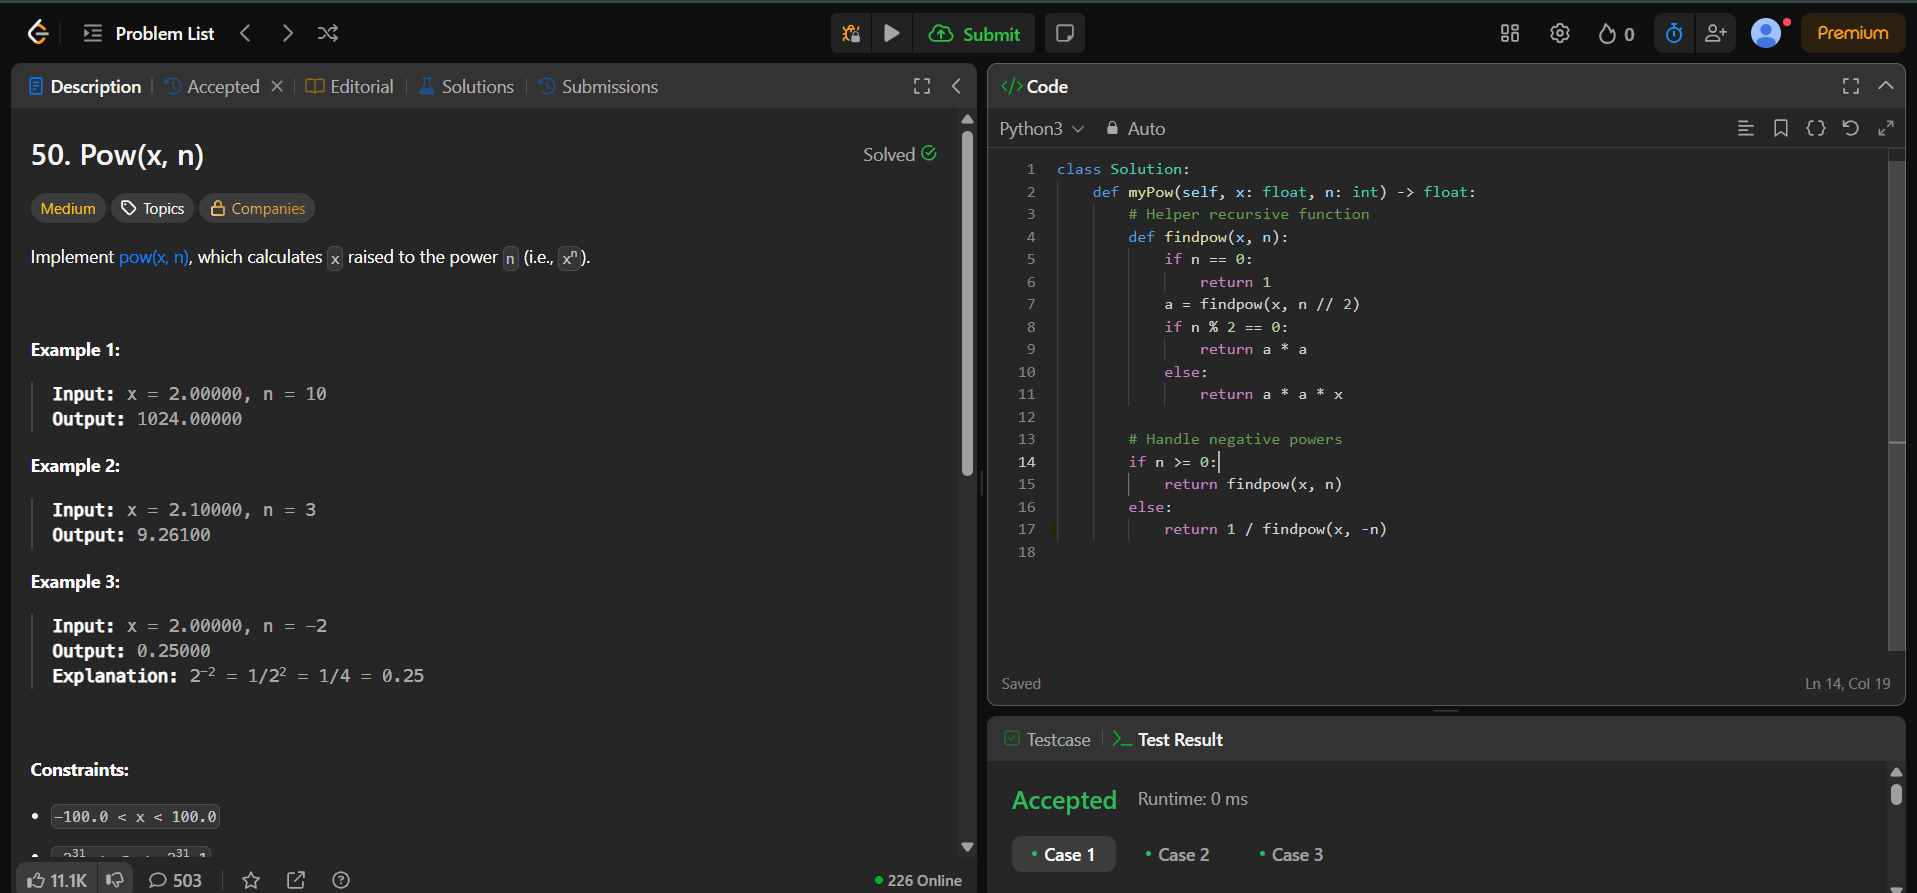 Problem List
Submit
0
Premium
Description
Accepted
Editorial
Solutions
Submissions
50. Pow(x, n)
Solved
Medium
Topics
Companies
Implement pow(x, n), which calculates x raised to the power n (i.e., xⁿ).
Example 1:
Input: x = 2.00000, n = 10
Output: 1024.00000
Example 2:
Input: x = 2.10000, n = 3
Output: 9.26100
Example 3:
Input: x = 2.00000, n = -2
Output: 0.25000
Explanation: 2⁻² = 1/2² = 1/4 = 0.25
Constraints:
-100.0 < x < 100.0
11.1K
503
226 Online
</> Code
Python3
Auto
1 class Solution:
2 def myPow(self, x: float, n: int) -> float:
3 # Helper recursive function
4 def findpow(x, n):
5 if n == 0:
6 return 1
7 a = findpow(x, n // 2)
8 if n % 2 == 0:
9 return a * a
10 else:
11 return a * a * x
12
13 # Handle negative powers
14 if n >= 0:
15 return findpow(x, n)
16 else:
17 return 1 / findpow(x, -n)
18
Saved
Ln 14, Col 19
Testcase
Test Result
Accepted
Runtime: 0 ms
Case 1
Case 2
Case 3